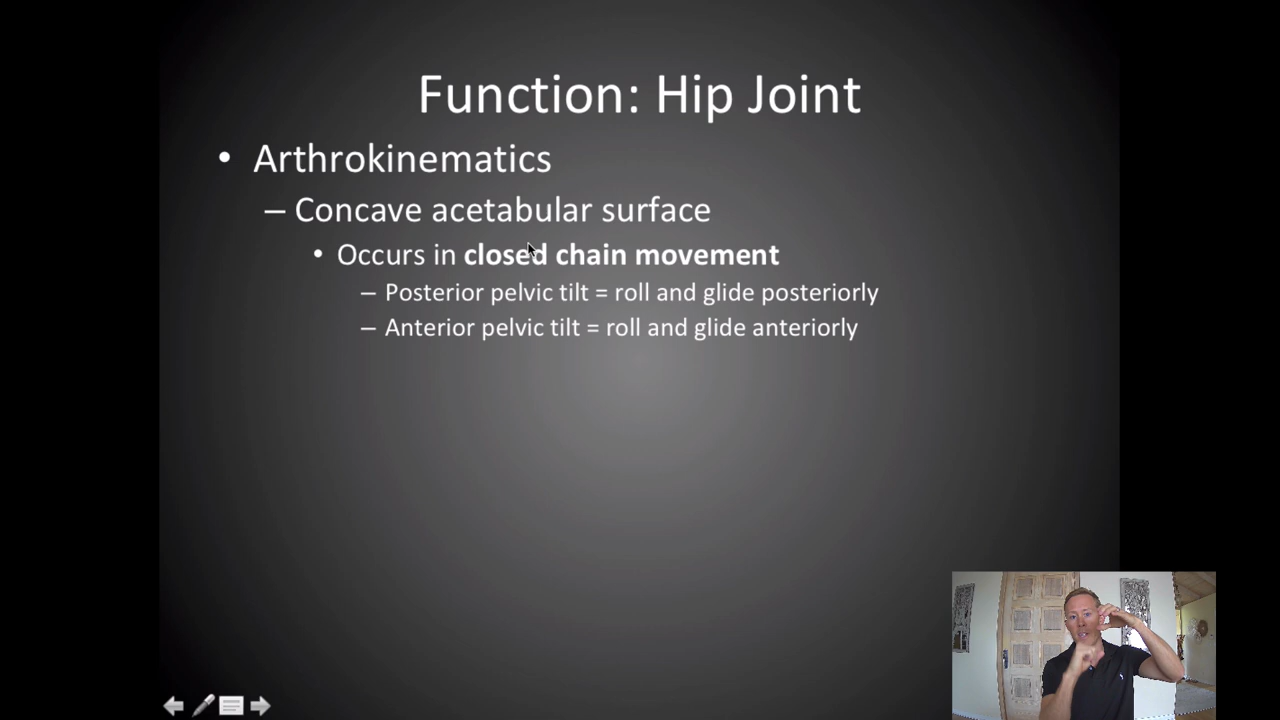 Function: Hip Joint
• Arthrokinematics
– Concave acetabular surface
• Occurs in closed chain movement
– Posterior pelvic tilt = roll and glide posteriorly
– Anterior pelvic tilt = roll and glide anteriorly